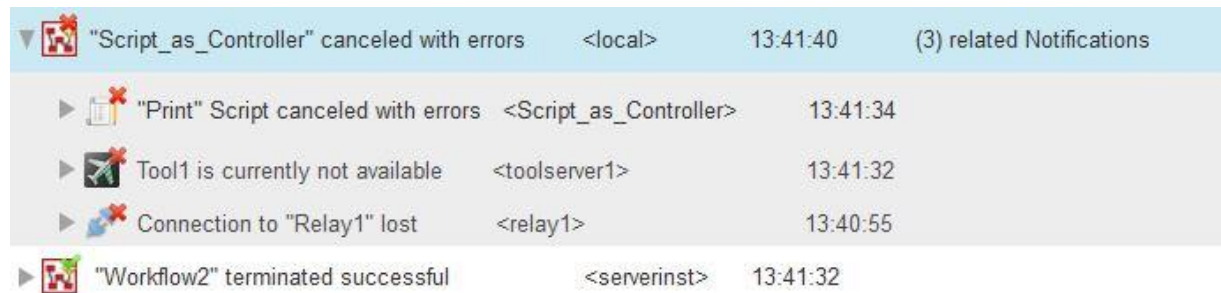 "Script_as_Controller" canceled with errors <local> 13:41:40 (3) related Notifications
"Print" Script canceled with errors <Script_as_Controller> 13:41:34
Tool1 is currently not available <toolserver1> 13:41:32
Connection to "Relay1" lost <relay1> 13:40:55
"Workflow2" terminated successful <serverinst> 13:41:32